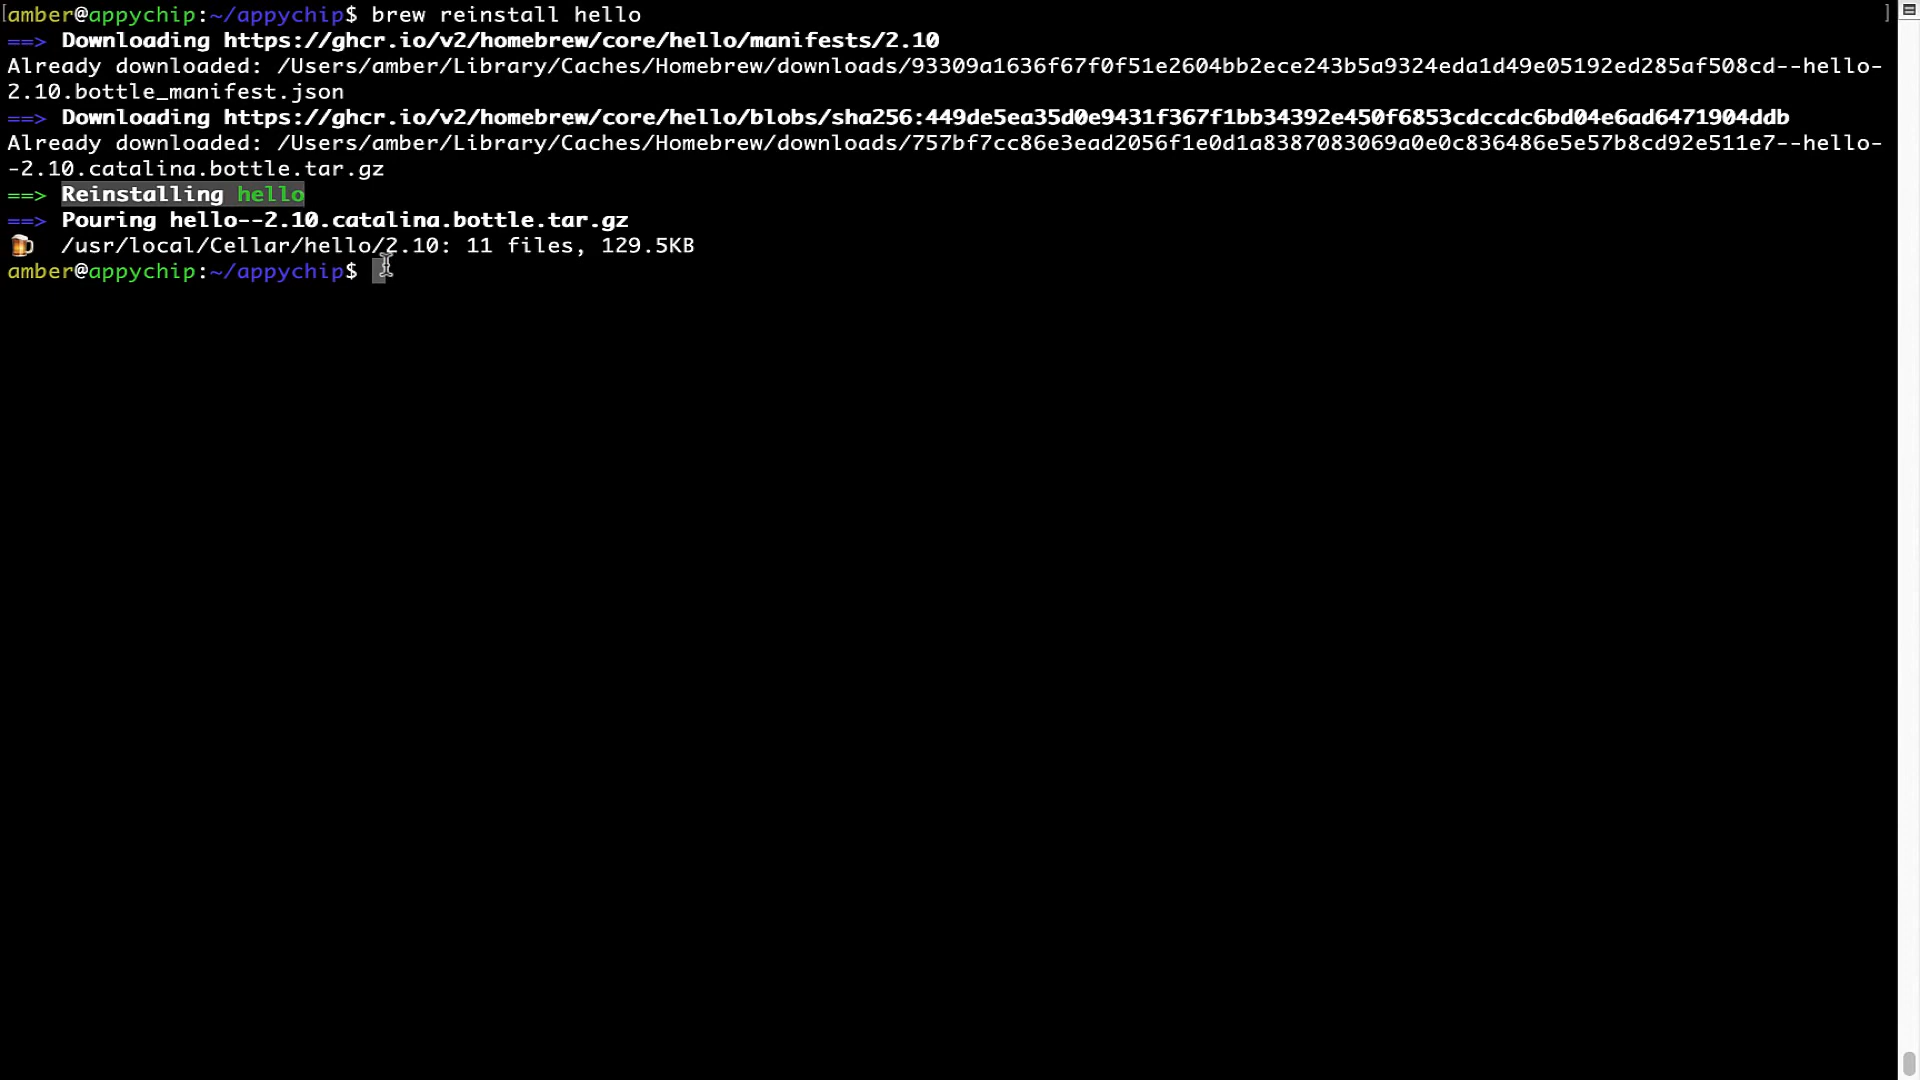 [amber@appychip:~/appychip$ brew reinstall hello ]
==> Downloading https://ghcr.io/v2/homebrew/core/hello/manifests/2.10
Already downloaded: /Users/amber/Library/Caches/Homebrew/downloads/93309a1636f67f0f51e2604bb2ece243b5a9324eda1d49e05192ed285af508cd--hello-
2.10.bottle_manifest.json
==> Downloading https://ghcr.io/v2/homebrew/core/hello/blobs/sha256:449de5ea35d0e9431f367f1bb34392e450f6853cdccdc6bd04e6ad6471904ddb
Already downloaded: /Users/amber/Library/Caches/Homebrew/downloads/757bf7cc86e3ead2056f1e0d1a8387083069a0e0c836486e5e57b8cd92e511e7--hello-
-2.10.catalina.bottle.tar.gz
==> Reinstalling hello
==> Pouring hello--2.10.catalina.bottle.tar.gz
🍺 /usr/local/Cellar/hello/2.10: 11 files, 129.5KB
amber@appychip:~/appychip$